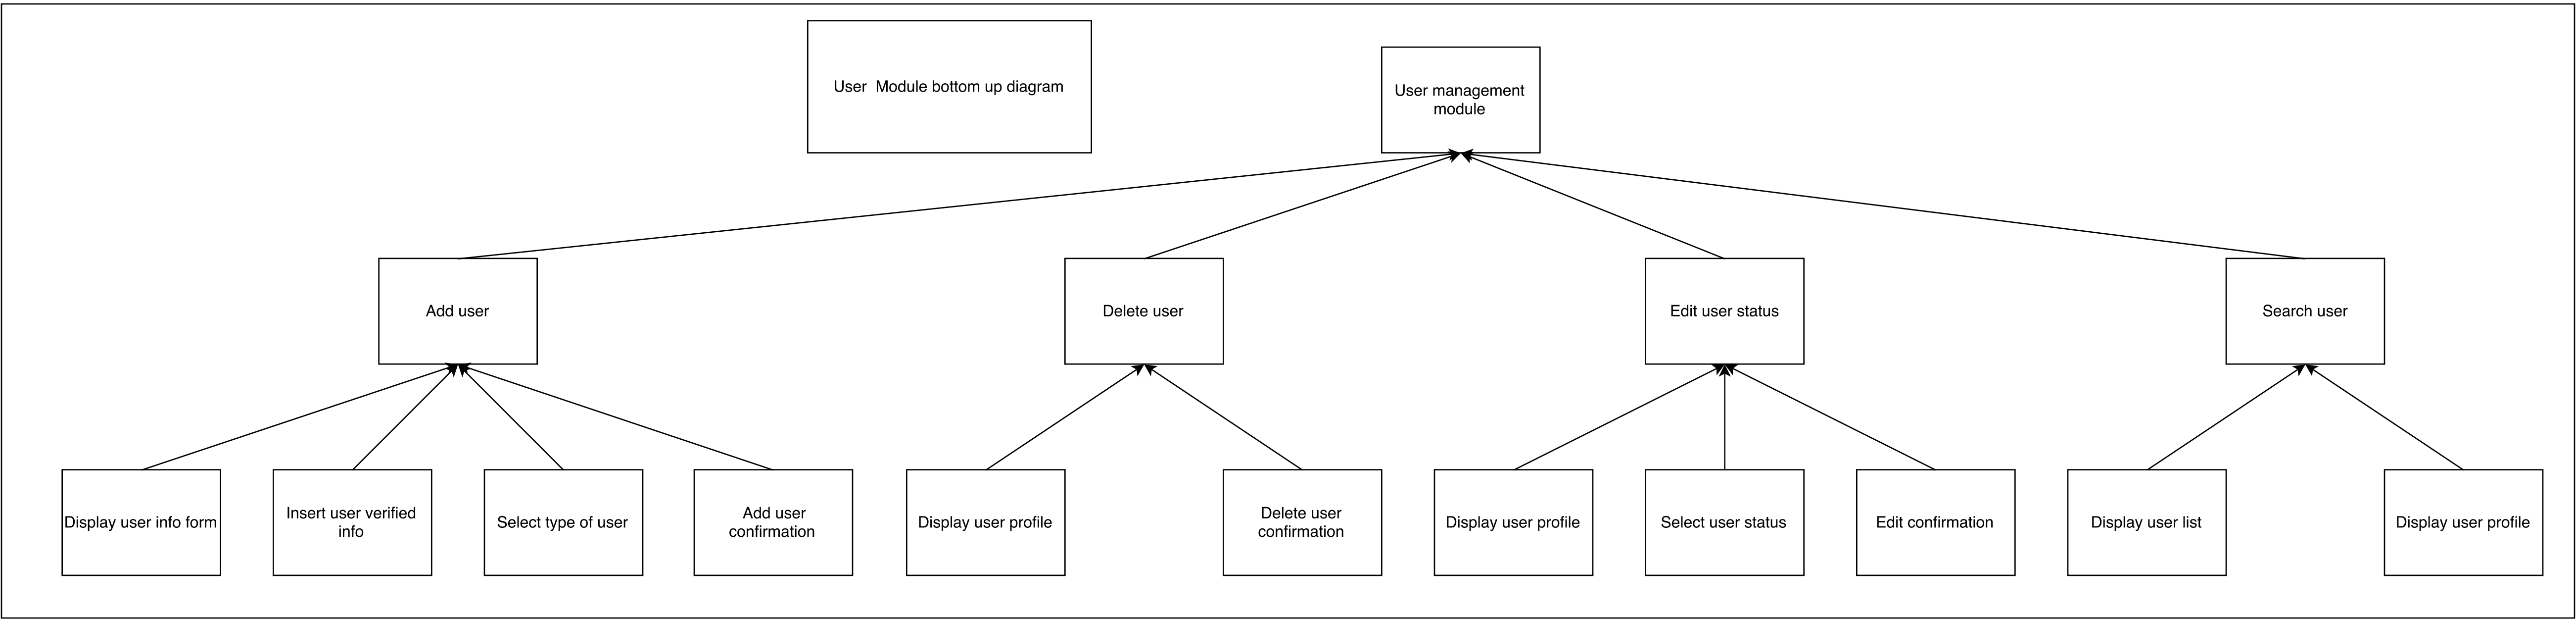 User  Module bottom up diagram
User management
module
Add user
Delete user
Edit user status
Search user
Display user info form
Insert user verified
info
Select type of user
Add user
confirmation
Display user profile
Delete user
confirmation
Display user profile
Select user status
Edit confirmation
Display user list
Display user profile